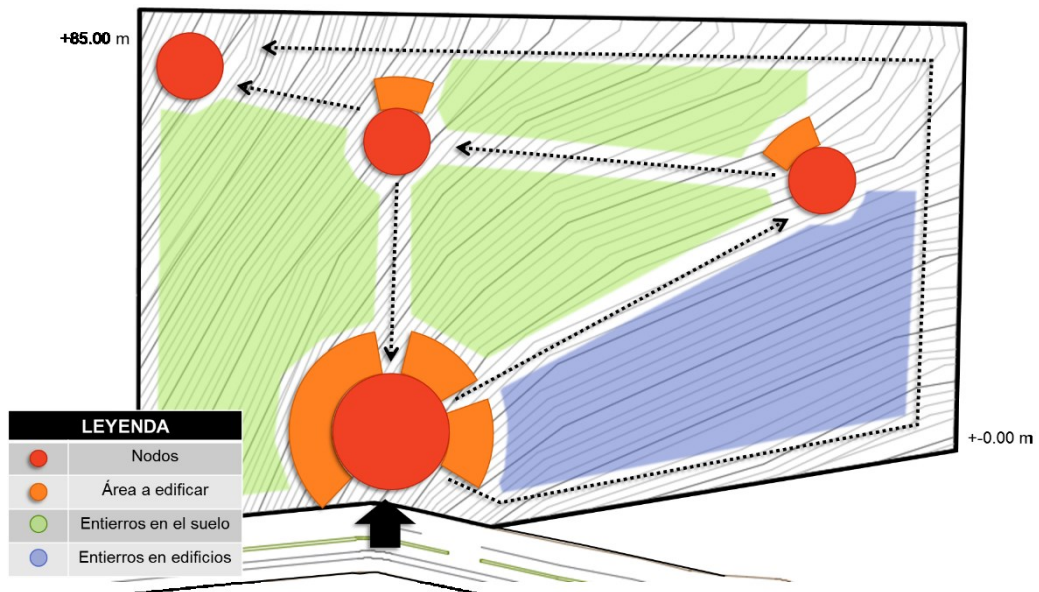 +85.00 m
+-0.00 m
LEYENDA
Nodos
Área a edificar
Entierros en el suelo
Entierros en edificios